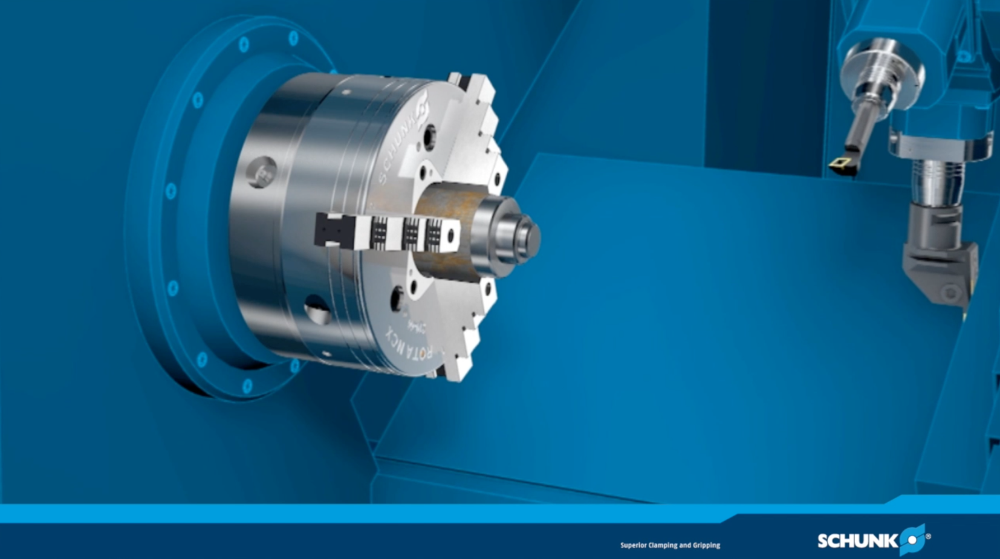 SCHUNK
ROTA NCX
Superior Clamping and Gripping
SCHUNK®